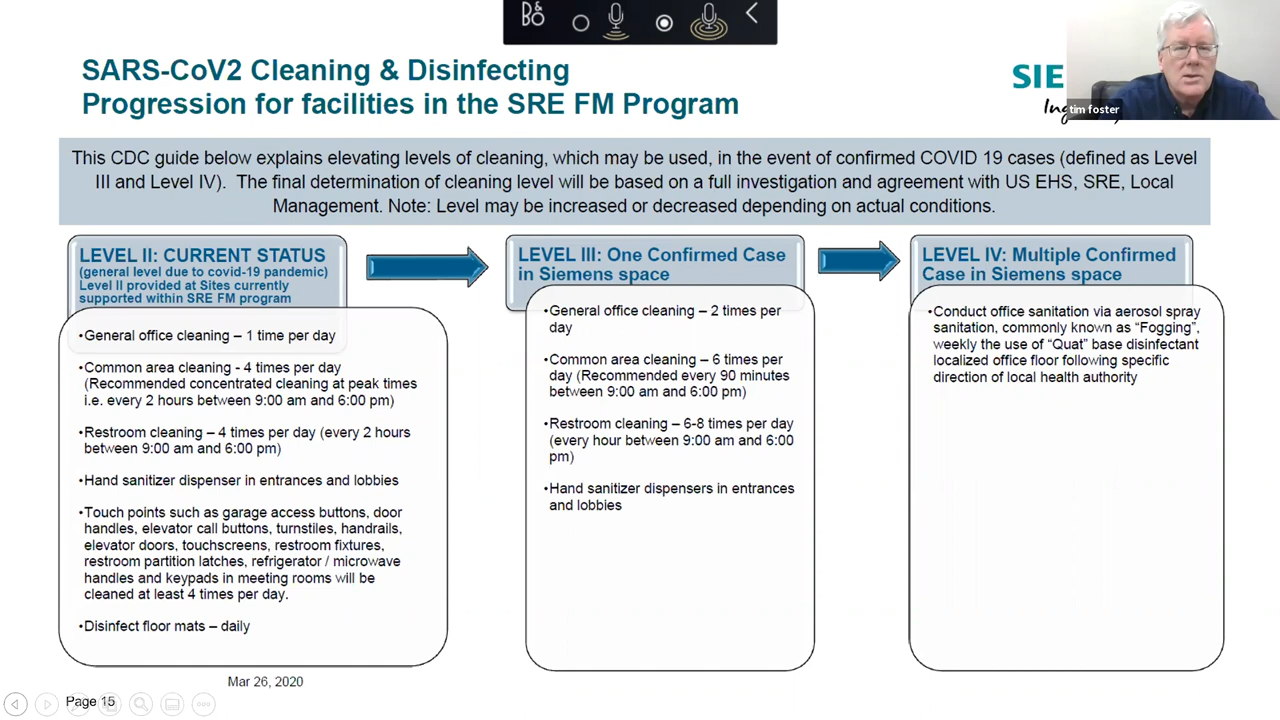 B&O
SARS-CoV2 Cleaning & Disinfecting
Progression for facilities in the SRE FM Program
SIE
Ing
tim foster
This CDC guide below explains elevating levels of cleaning, which may be used, in the event of confirmed COVID 19 cases (defined as Level
III and Level IV). The final determination of cleaning level will be based on a full investigation and agreement with US EHS, SRE, Local
Management. Note: Level may be increased or decreased depending on actual conditions.
LEVEL II: CURRENT STATUS
(general level due to covid-19 pandemic)
Level II provided at Sites currently
supported within SRE FM program
•General office cleaning – 1 time per day
•Common area cleaning - 4 times per day
(Recommended concentrated cleaning at peak times
i.e. every 2 hours between 9:00 am and 6:00 pm)
•Restroom cleaning – 4 times per day (every 2 hours
between 9:00 am and 6:00 pm)
•Hand sanitizer dispenser in entrances and lobbies
•Touch points such as garage access buttons, door
handles, elevator call buttons, turnstiles, handrails,
elevator doors, touchscreens, restroom fixtures,
restroom partition latches, refrigerator / microwave
handles and keypads in meeting rooms will be
cleaned at least 4 times per day.
•Disinfect floor mats – daily
LEVEL III: One Confirmed Case
in Siemens space
•General office cleaning – 2 times per
day
•Common area cleaning – 6 times per
day (Recommended every 90 minutes
between 9:00 am and 6:00 pm)
•Restroom cleaning – 6-8 times per day
(every hour between 9:00 am and 6:00
pm)
•Hand sanitizer dispensers in entrances
and lobbies
LEVEL IV: Multiple Confirmed
Case in Siemens space
•Conduct office sanitation via aerosol spray
sanitation, commonly known as “Fogging”,
weekly the use of “Quat” base disinfectant
localized office floor following specific
direction of local health authority
Mar 26, 2020
Page 15